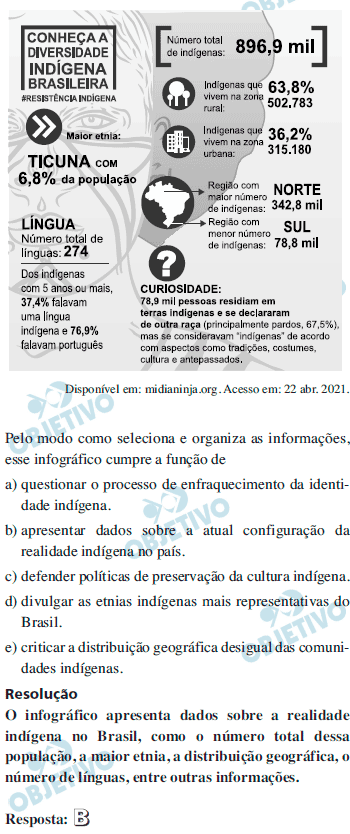 CONHEÇA A
DIVERSIDADE
INDÍGENA
BRASILEIRA
#RESISTÊNCIA INDÍGENA
Número total
de indígenas: 896,9 mil
Indígenas que
vivem na zona
rural:
63,8%
502.783
Indígenas que
vivem na zona
urbana:
36,2%
315.180
Maior etnia:
TICUNA COM
6,8% da população
Região com
maior número
de indígenas:
NORTE
342,8 mil
Região com
menor número
de indígenas:
SUL
78,8 mil
LÍNGUA
Número total de
línguas: 274
Dos indígenas
com 5 anos ou mais,
37,4% falavam
uma língua
indígena e 76,9%
falavam português
?
CURIOSIDADE:
78,9 mil pessoas residiam em
terras indígenas e se declararam
de outra raça (principalmente pardos, 67,5%),
mas se consideravam "indígenas" de acordo
com aspectos como tradições, costumes,
cultura e antepassados.
Disponível em: midianinja.org. Acesso em: 22 abr. 2021.
Pelo modo como seleciona e organiza as informações,
esse infográfico cumpre a função de
a) questionar o processo de enfraquecimento da identi-
dade indígena.
b) apresentar dados sobre a atual configuração da
realidade indígena no país.
c) defender políticas de preservação da cultura indígena.
d) divulgar as etnias indígenas mais representativas do
Brasil.
e) criticar a distribuição geográfica desigual das comuni-
dades indígenas.
Resolução
O infográfico apresenta dados sobre a realidade
indígena no Brasil, como o número total dessa
população, a maior etnia, a distribuição geográfica, o
número de línguas, entre outras informações.
Resposta: B
OBJETIVO
OBJETIVO
OBJETIVO
OBJETIVO
OBJETIVO